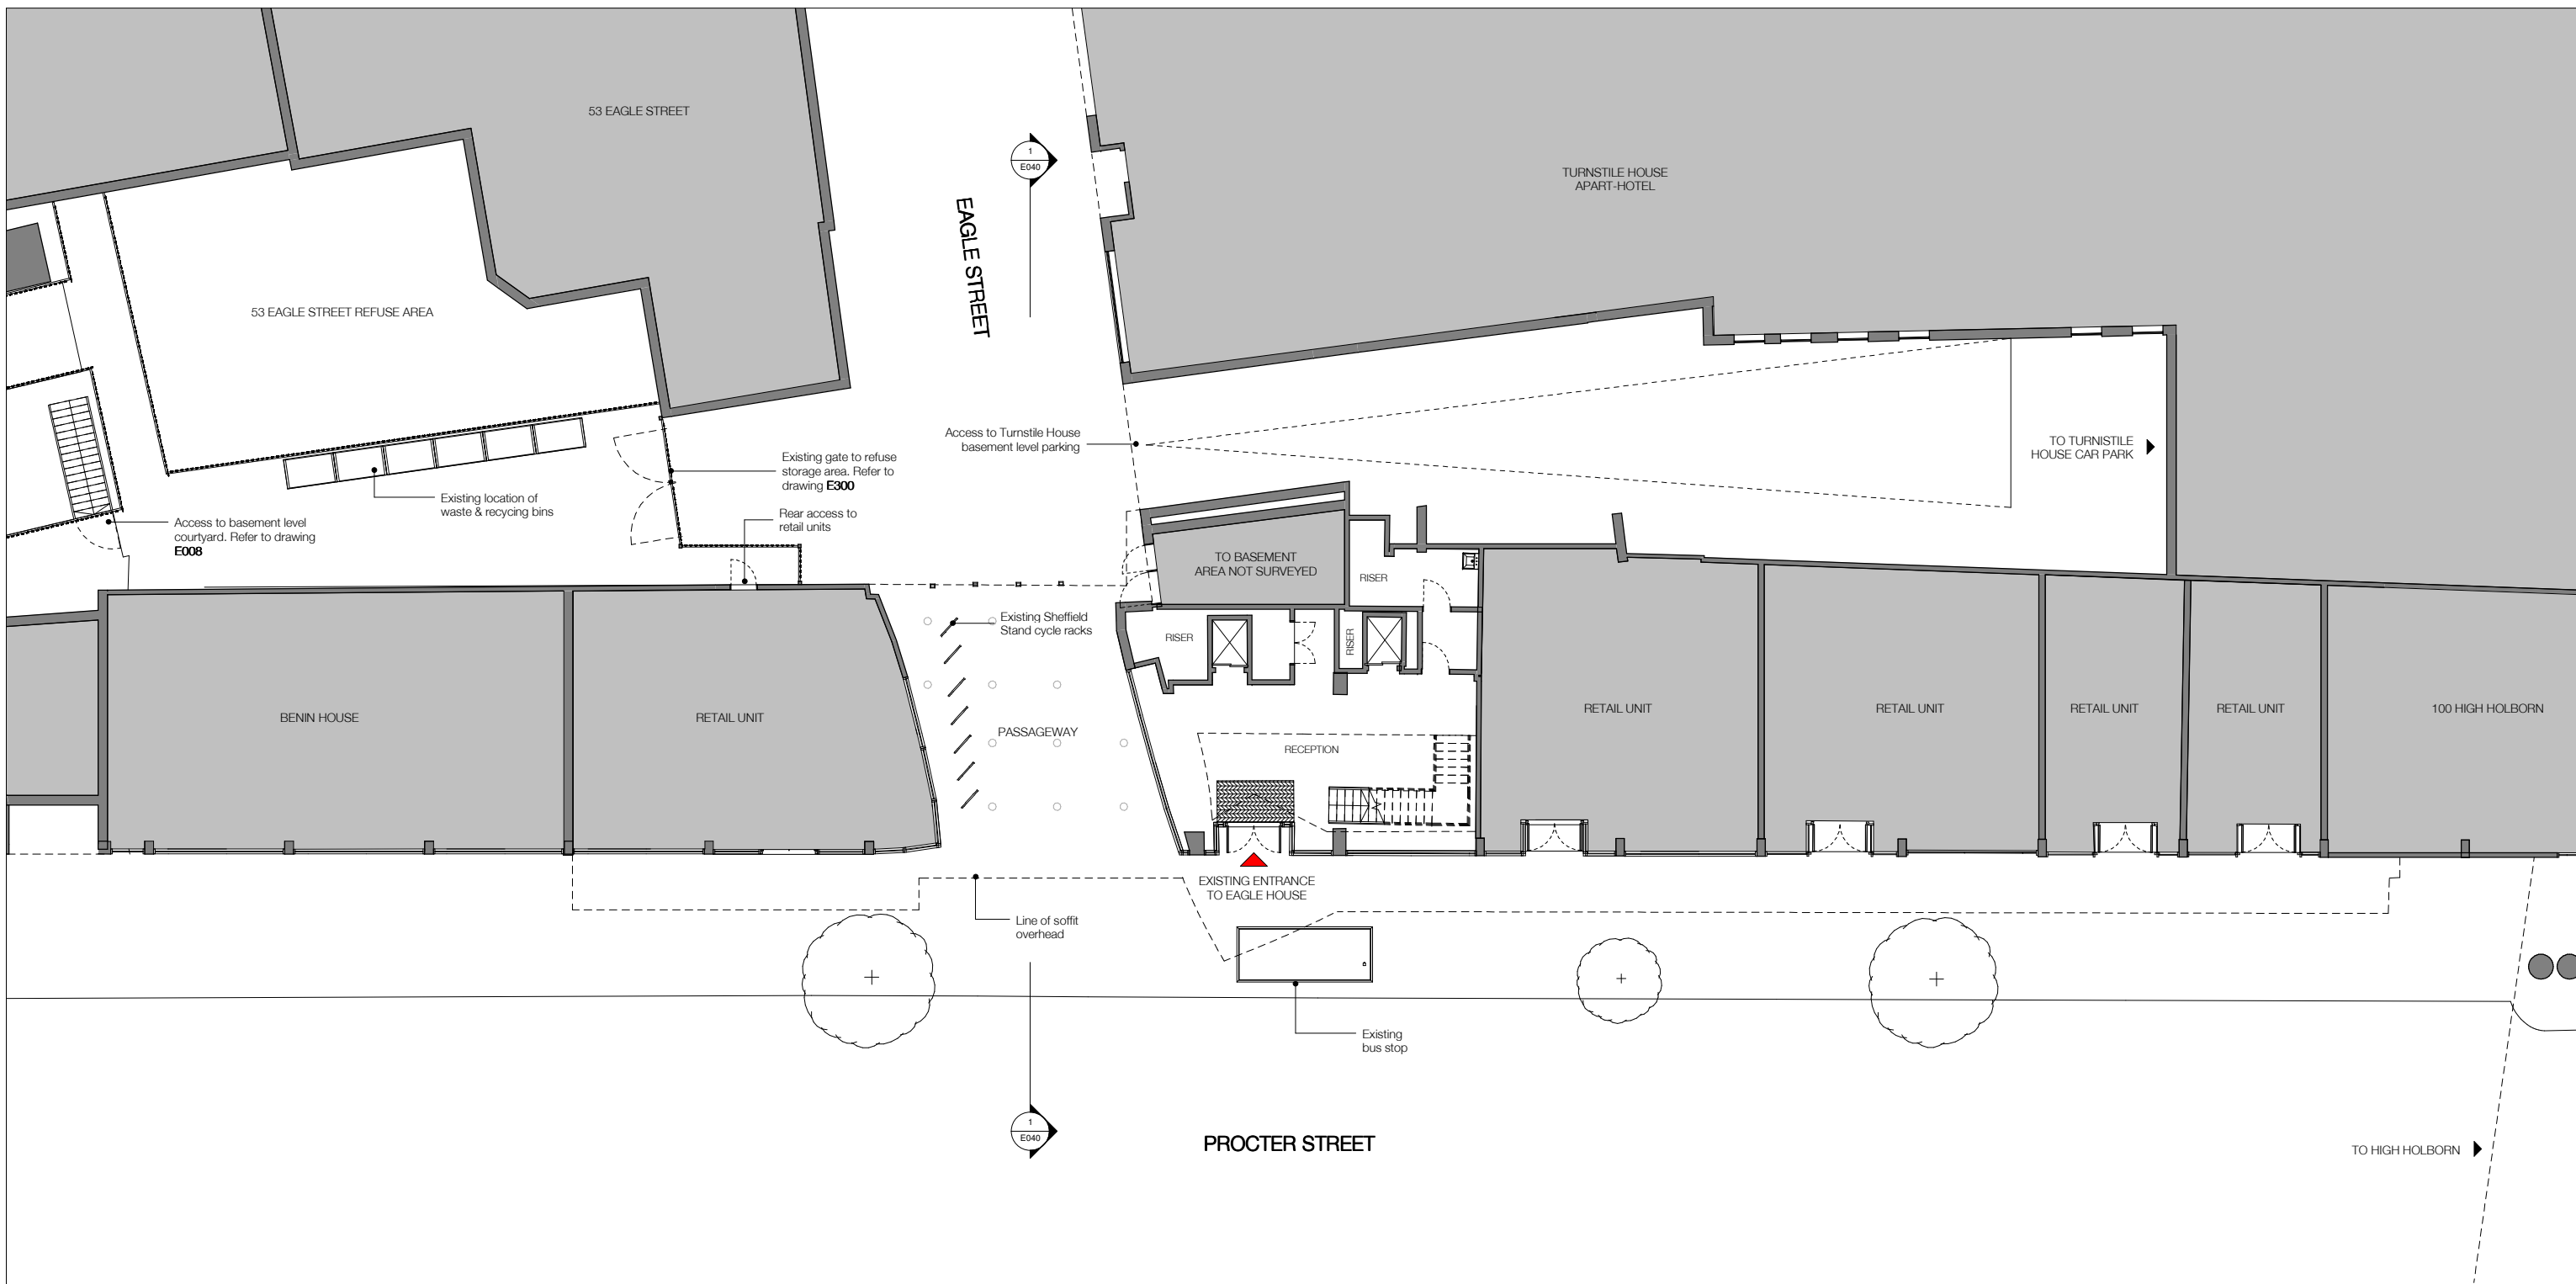 53 EAGLE STREET
1
E040
TURNSTILE HOUSE
APART-HOTEL
EAGLE STREET
53 EAGLE STREET REFUSE AREA
Access to Turnstile House
basement level parking
TO TURNISTILE
HOUSE CAR PARK
Existing gate to refuse
storage area. Refer to
drawing E300
Existing location of
waste & recycling bins
Rear access to
retail units
Access to basement level
courtyard. Refer to drawing
E008
TO BASEMENT
AREA NOT SURVEYED
RISER
Existing Sheffield
Stand cycle racks
RISER
RISER
BENIN HOUSE
RETAIL UNIT
PASSAGEWAY
RECEPTION
RETAIL UNIT
RETAIL UNIT
RETAIL UNIT
RETAIL UNIT
100 HIGH HOLBORN
EXISTING ENTRANCE
TO EAGLE HOUSE
Line of soffit
overhead
Existing
bus stop
1
E040
PROCTER STREET
TO HIGH HOLBORN